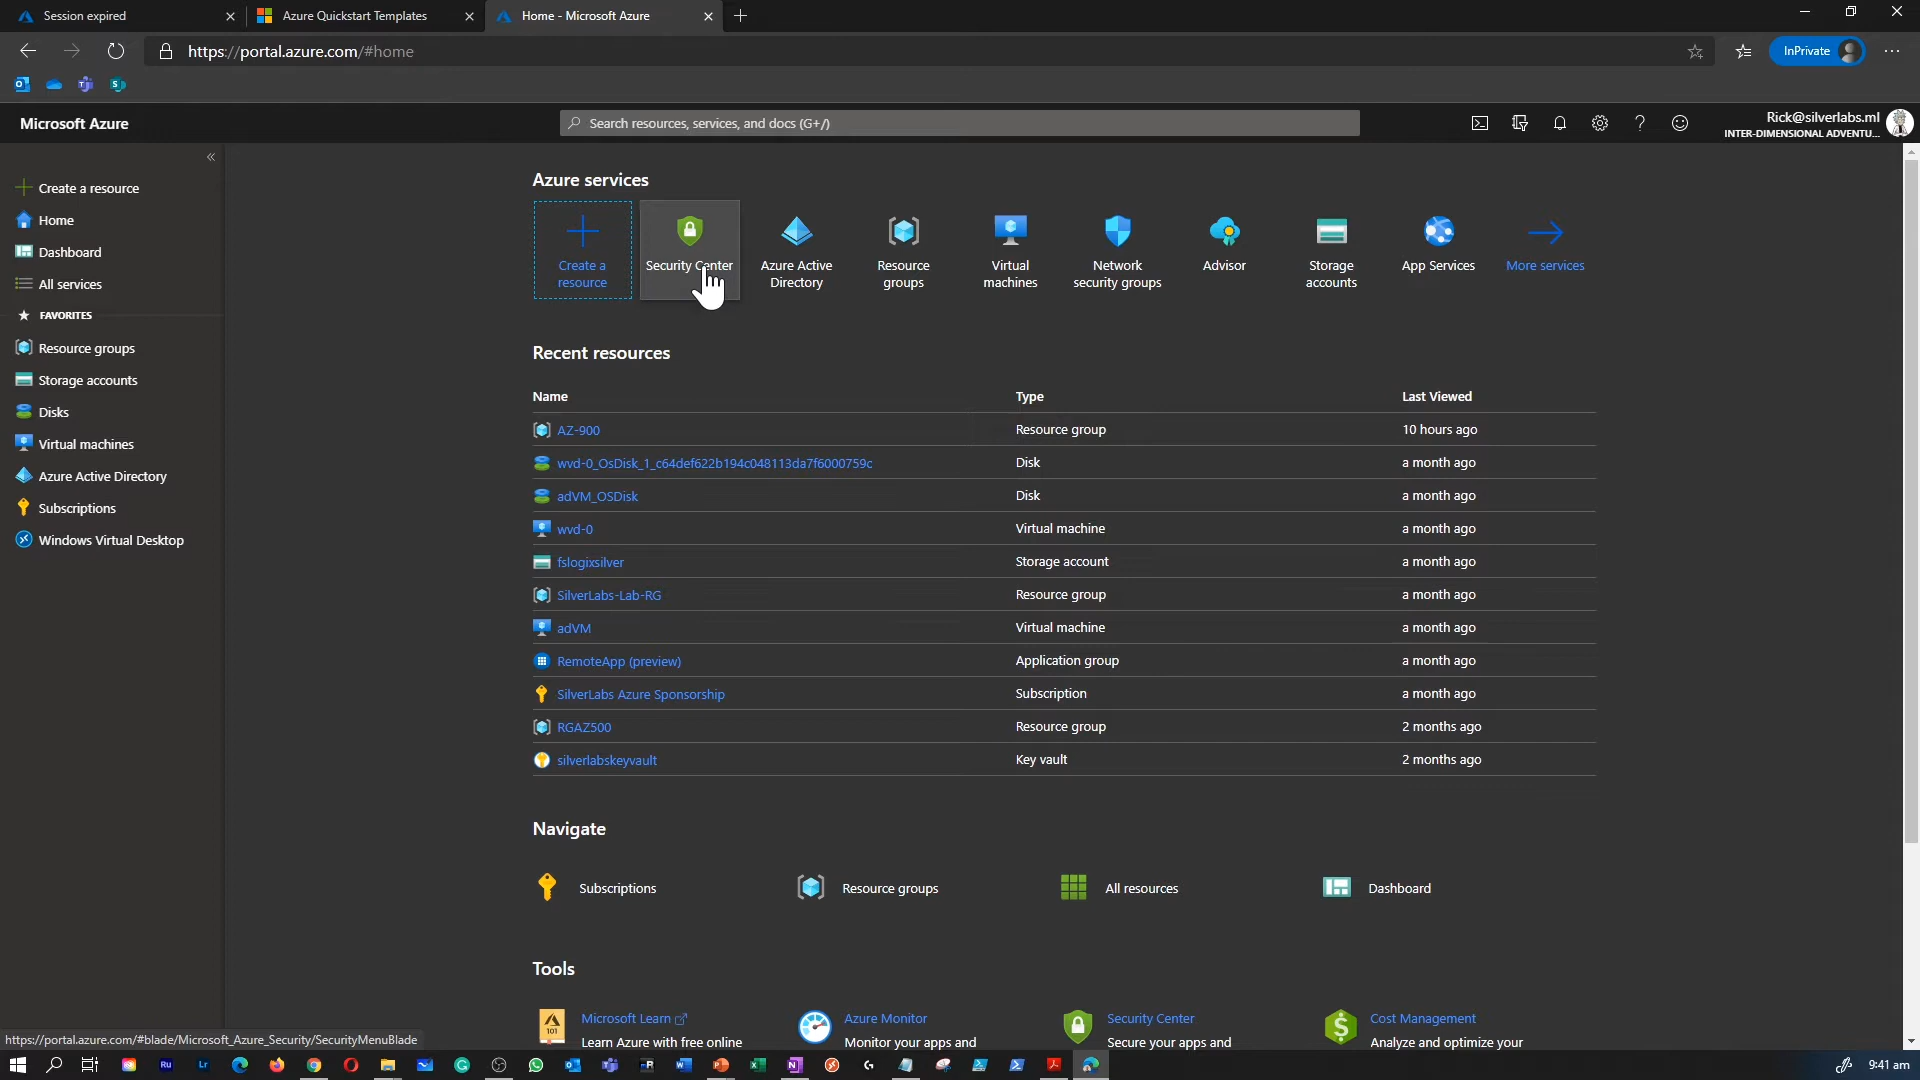 Session expired
Azure Quickstart Templates
Home - Microsoft Azure
https://portal.azure.com/#home
InPrivate
Microsoft Azure
Search resources, services, and docs (G+/)
Rick@silverlabs.ml
INTER-DIMENSIONAL ADVENTU...
Create a resource
Home
Dashboard
All services
FAVORITES
Resource groups
Storage accounts
Disks
Virtual machines
Azure Active Directory
Subscriptions
Windows Virtual Desktop
Azure services
Create a
resource
Security Center
Azure Active
Directory
Resource
groups
Virtual
machines
Network
security groups
Advisor
Storage
accounts
App Services
More services
Recent resources
Name Type Last Viewed
AZ-900 Resource group 10 hours ago
wvd-0_OsDisk_1_c64def622b194c048113da7f6000759c Disk a month ago
adVM_OSDisk Disk a month ago
wvd-0 Virtual machine a month ago
fslogixsilver Storage account a month ago
SilverLabs-Lab-RG Resource group a month ago
adVM Virtual machine a month ago
RemoteApp (preview) Application group a month ago
SilverLabs Azure Sponsorship Subscription a month ago
RGAZ500 Resource group 2 months ago
silverlabskeyvault Key vault 2 months ago
Navigate
Subscriptions
Resource groups
All resources
Dashboard
Tools
Microsoft Learn
Learn Azure with free online
Azure Monitor
Monitor your apps and
Security Center
Secure your apps and
Cost Management
Analyze and optimize your
https://portal.azure.com/#blade/Microsoft_Azure_Security/SecurityMenuBlade
9:41 am